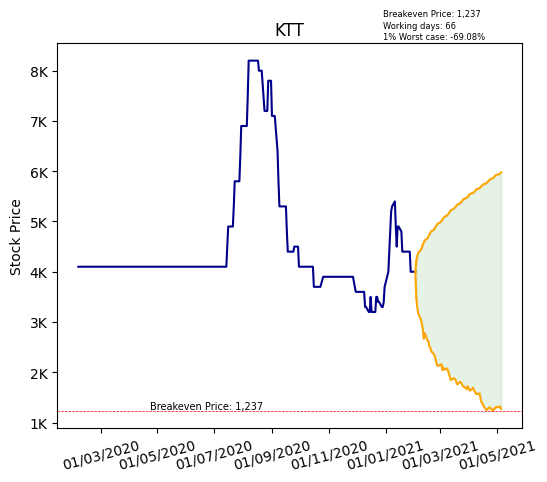 Breakeven Price: 1,237
Working days: 66
1% Worst case: -69.08%
KTT
Stock Price
8K
7K
6K
5K
4K
3K
2K
1K
Breakeven Price: 1,237
01/03/2020
01/05/2020
01/07/2020
01/09/2020
01/11/2020
01/01/2021
01/03/2021
01/05/2021